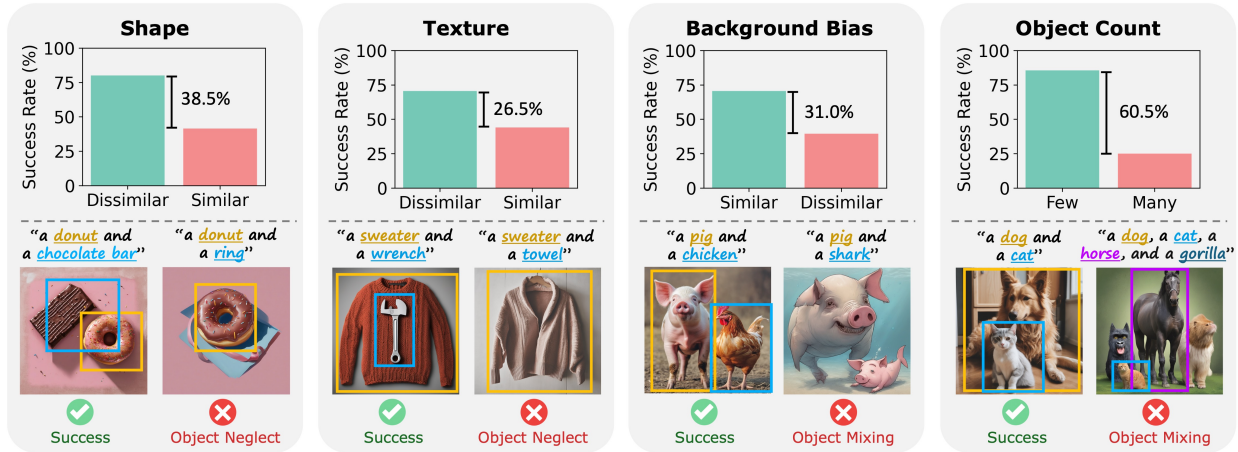 Shape
Success Rate (%)
100
75
50
25
0
38.5%
Dissimilar
Similar
“a donut and
a chocolate bar”
“a donut and
a ring”
Success
Object Neglect
Texture
Success Rate (%)
100
75
50
25
0
26.5%
Dissimilar
Similar
“a sweater and
a wrench”
“a sweater and
a towel”
Success
Object Neglect
Background Bias
Success Rate (%)
100
75
50
25
0
31.0%
Similar
Dissimilar
“a pig and
a chicken”
“a pig and
a shark”
Success
Object Mixing
Object Count
Success Rate (%)
100
75
50
25
0
60.5%
Few
Many
“a dog and
a cat”
“a dog, a cat, a
horse, and a gorilla”
Success
Object Mixing